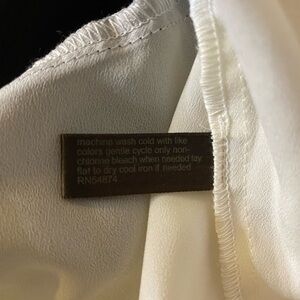 machine wash cold with like
colors gentle cycle only non-
chlorine bleach when needed lay
flat to dry cool iron if needed
RN54874